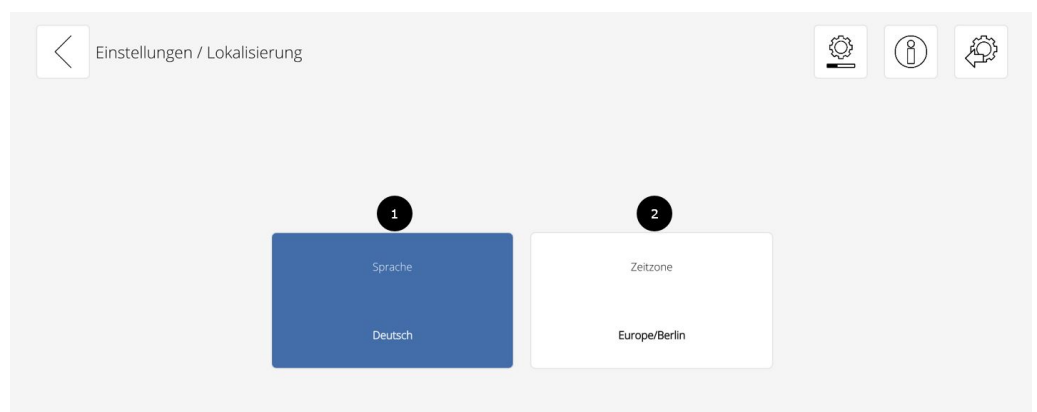 Einstellungen / Lokalisierung
1
2
Sprache
Zeitzone
Deutsch
Europe/Berlin